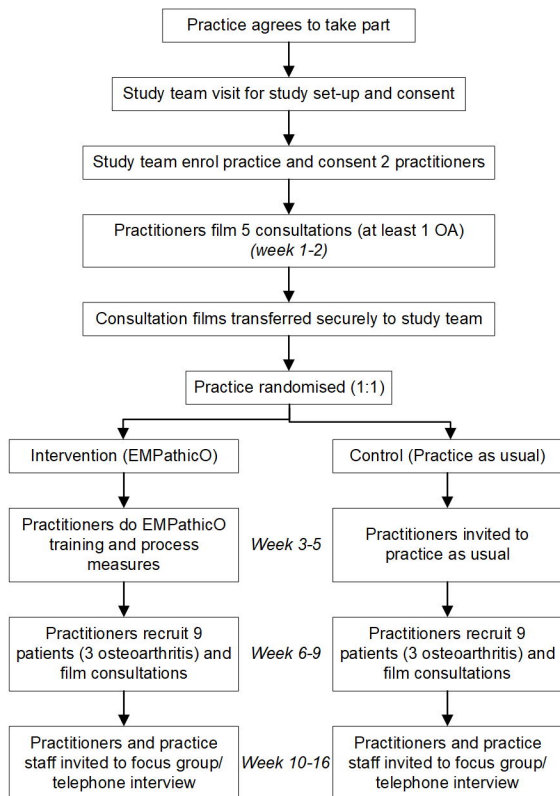 Practice agrees to take part
Study team visit for study set-up and consent
Study team enrol practice and consent 2 practitioners
Practitioners film 5 consultations (at least 1 OA)
(week 1-2)
Consultation films transferred securely to study team
Practice randomised (1:1)
Intervention (EMPathicO)
Control (Practice as usual)
Practitioners do EMPathicO
training and process
measures
Week 3-5
Practitioners invited to
practice as usual
Practitioners recruit 9
patients (3 osteoarthritis) and
film consultations
Week 6-9
Practitioners recruit 9
patients (3 osteoarthritis) and
film consultations
Practitioners and practice
staff invited to focus group/
telephone interview
Week 10-16
Practitioners and practice
staff invited to focus group/
telephone interview